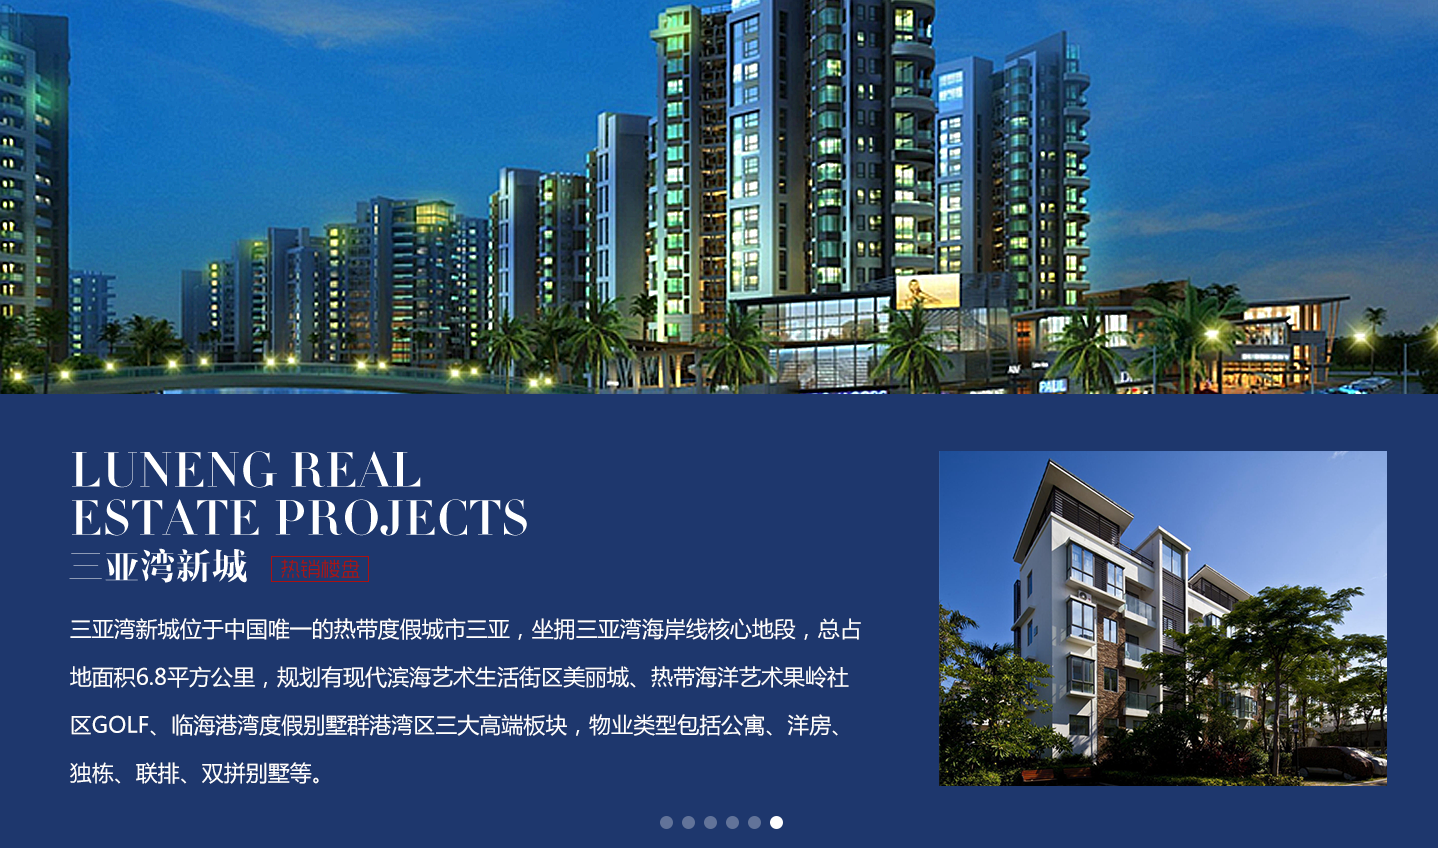 PAUL
LUNENG REAL
ESTATE PROJECTS
三亚湾新城 热销楼盘
三亚湾新城位于中国唯一的热带度假城市三亚，坐拥三亚湾海岸线核心地段，总占
地面积6.8平方公里，规划有现代滨海艺术生活街区美丽城、热带海洋艺术果岭社
区GOLF、临海港湾度假别墅群港湾区三大高端板块，物业类型包括公寓、洋房、
独栋、联排、双拼别墅等。